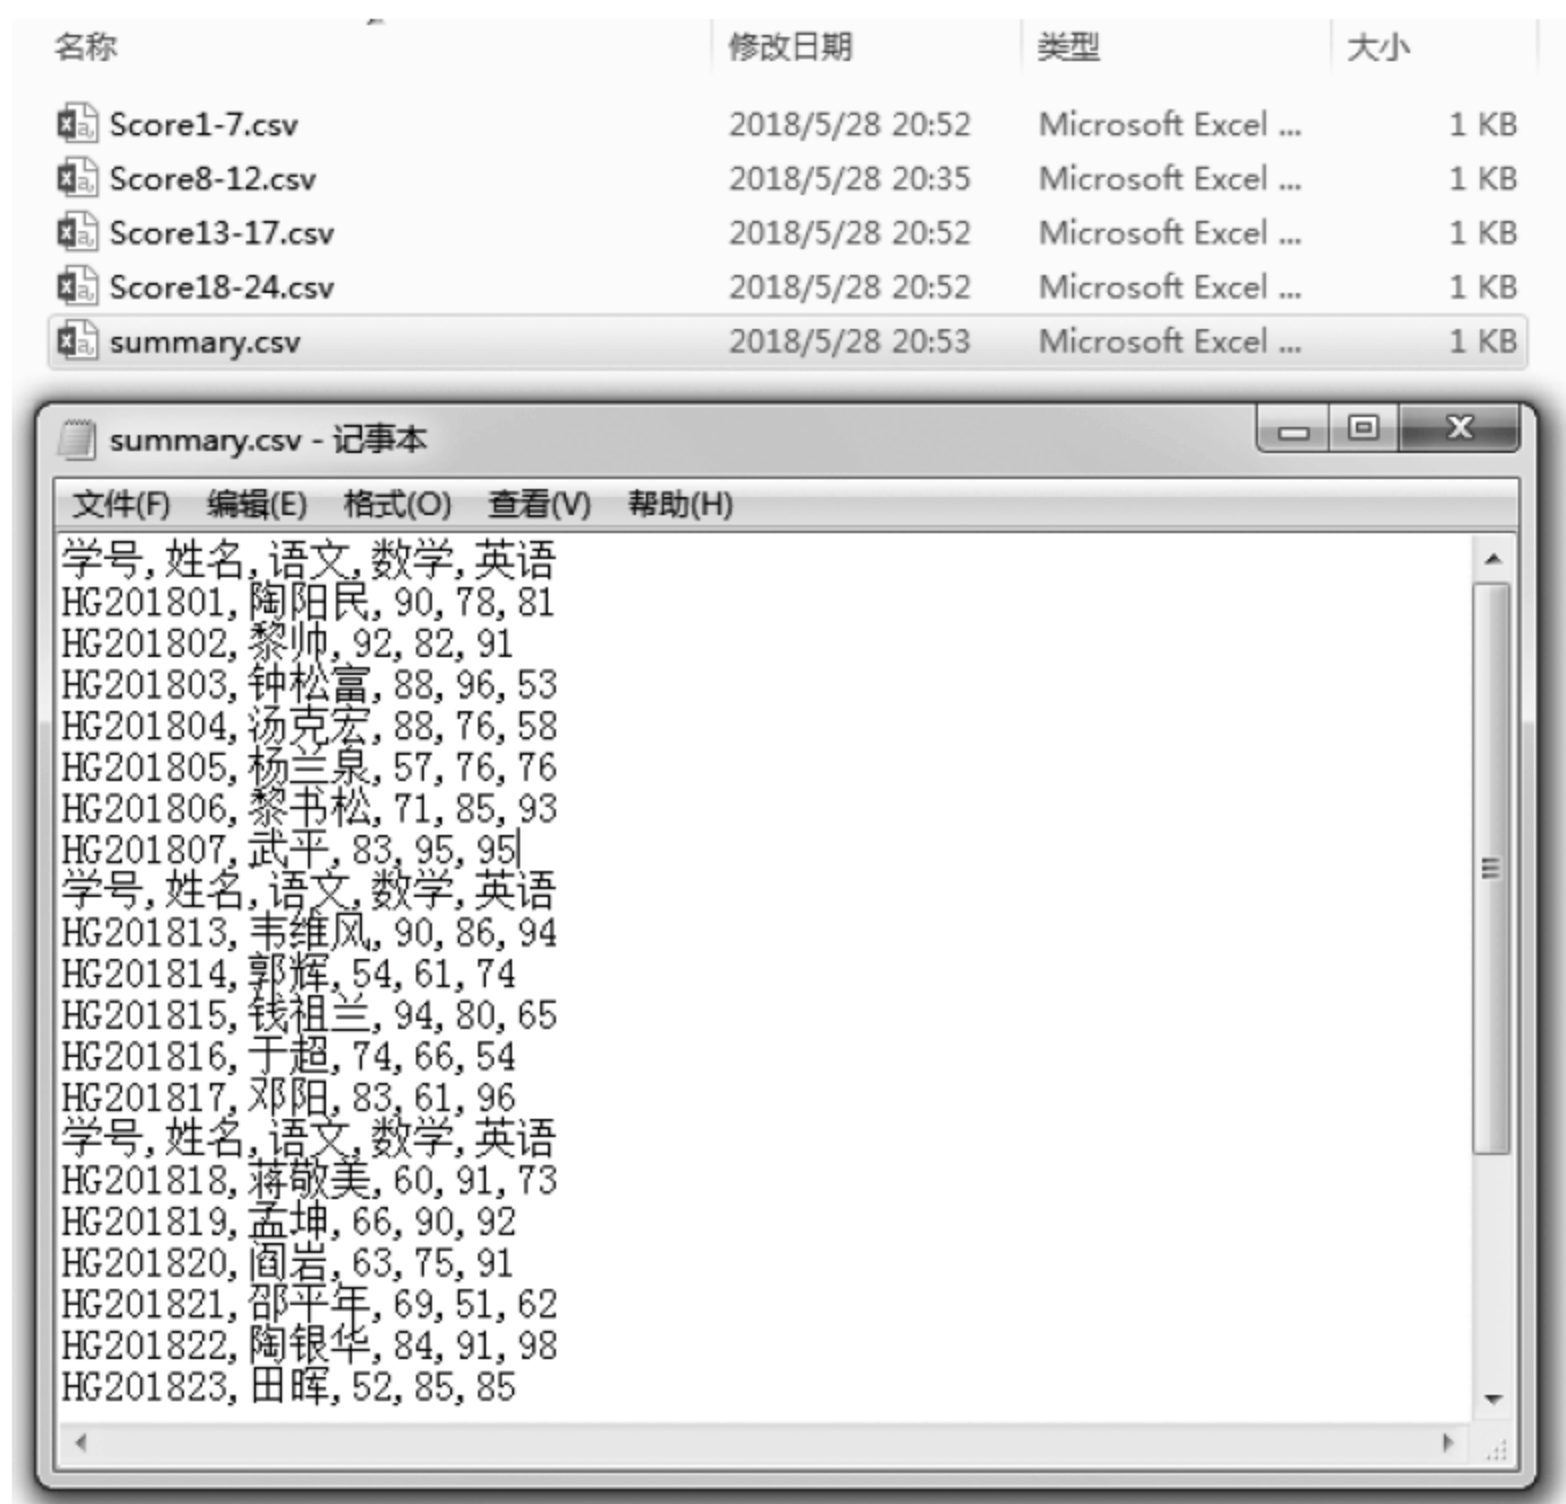 名称 修改日期 类型 大小
Score1-7.csv 2018/5/28 20:52 Microsoft Excel ... 1 KB
Score8-12.csv 2018/5/28 20:35 Microsoft Excel ... 1 KB
Score13-17.csv 2018/5/28 20:52 Microsoft Excel ... 1 KB
Score18-24.csv 2018/5/28 20:52 Microsoft Excel ... 1 KB
summary.csv 2018/5/28 20:53 Microsoft Excel ... 1 KB
summary.csv - 记事本
文件(F) 编辑(E) 格式(O) 查看(V) 帮助(H)
学号,姓名,语文,数学,英语
HG201801,陶阳民,90,78,81
HG201802,黎帅,92,82,91
HG201803,钟松富,88,96,53
HG201804,汤克宏,88,76,58
HG201805,杨兰泉,57,76,76
HG201806,黎书松,71,85,93
HG201807,武平,83,95,95
学号,姓名,语文,数学,英语
HG201813,韦维风,90,86,94
HG201814,郭辉,54,61,74
HG201815,钱祖兰,94,80,65
HG201816,于超,74,66,54
HG201817,邓阳,83,61,96
学号,姓名,语文,数学,英语
HG201818,蒋敬美,60,91,73
HG201819,孟坤,66,90,92
HG201820,阎岩,63,75,91
HG201821,邵平年,69,51,62
HG201822,陶银华,84,91,98
HG201823,田晖,52,85,85